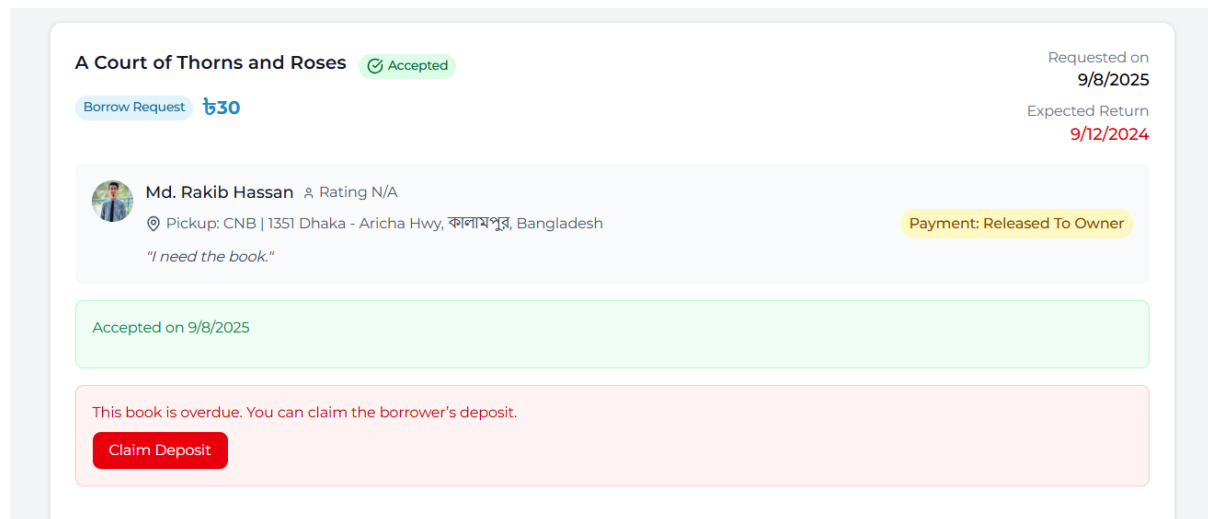 A Court of Thorns and Roses Accepted
Requested on
9/8/2025
Borrow Request ৳30
Expected Return
9/12/2024
Md. Rakib Hassan Rating N/A
Pickup: CNB | 1351 Dhaka - Aricha Hwy, কালামপুর, Bangladesh
Payment: Released To Owner
"I need the book."
Accepted on 9/8/2025
This book is overdue. You can claim the borrower’s deposit.
Claim Deposit